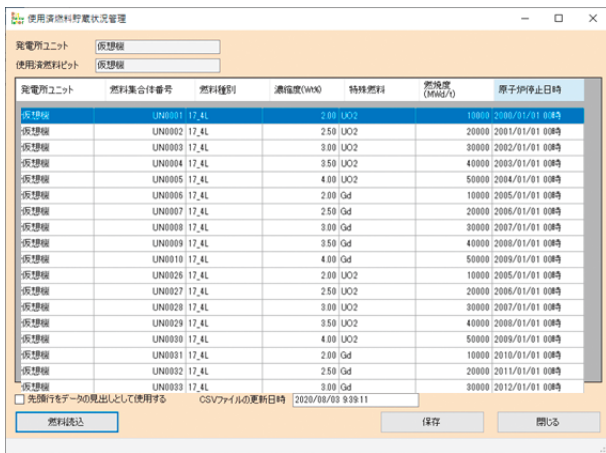 使用済燃料貯蔵状況管理
発電所ユニット 仮想機
使用済燃料ピット 仮想機
発電所ユニット 燃料集合体番号 燃料種別 濃縮度(Wt%) 特殊燃料 燃焼度(MWd/t) 原子炉停止日時
仮想機 UN0001 17_4L 2.00 UO2 10000 2000/01/01 00時
仮想機 UN0002 17_4L 2.50 UO2 20000 2001/01/01 00時
仮想機 UN0003 17_4L 3.00 UO2 30000 2002/01/01 00時
仮想機 UN0004 17_4L 3.50 UO2 40000 2003/01/01 00時
仮想機 UN0005 17_4L 4.00 UO2 50000 2004/01/01 00時
仮想機 UN0006 17_4L 2.00 Gd 10000 2005/01/01 00時
仮想機 UN0007 17_4L 2.50 Gd 20000 2006/01/01 00時
仮想機 UN0008 17_4L 3.00 Gd 30000 2007/01/01 00時
仮想機 UN0009 17_4L 3.50 Gd 40000 2008/01/01 00時
仮想機 UN0010 17_4L 4.00 Gd 50000 2009/01/01 00時
仮想機 UN0026 17_4L 2.00 UO2 10000 2005/01/01 00時
仮想機 UN0027 17_4L 2.50 UO2 20000 2006/01/01 00時
仮想機 UN0028 17_4L 3.00 UO2 30000 2007/01/01 00時
仮想機 UN0029 17_4L 3.50 UO2 40000 2008/01/01 00時
仮想機 UN0030 17_4L 4.00 UO2 50000 2009/01/01 00時
仮想機 UN0031 17_4L 2.00 Gd 10000 2010/01/01 00時
仮想機 UN0032 17_4L 2.50 Gd 20000 2011/01/01 00時
仮想機 UN0033 17_4L 3.00 Gd 30000 2012/01/01 00時
先頭行をデータの見出しとして使用する CSVファイルの更新日時 2020/08/03 9:39:11
燃料読込 保存 閉じる